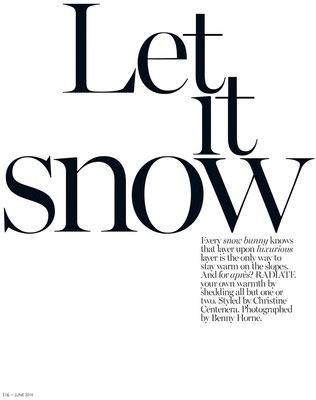 Let
it
snow
Every snow bunny knows
that layer upon luxurious
layer is the only way to
stay warm on the slopes.
And for après? RADIATE
your own warmth by
shedding all but one or
two. Styled by Christine
Centenera. Photographed
by Benny Horne.
JUNE 2014